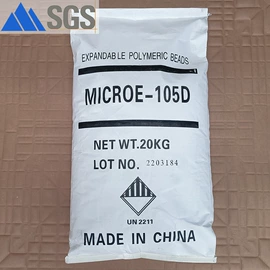 SGS
EXPANDABLE POLYMERIC BEADS
MICROE-105D
NET WT.20KG
LOT NO. 2203184
UN 2211
MADE IN CHINA